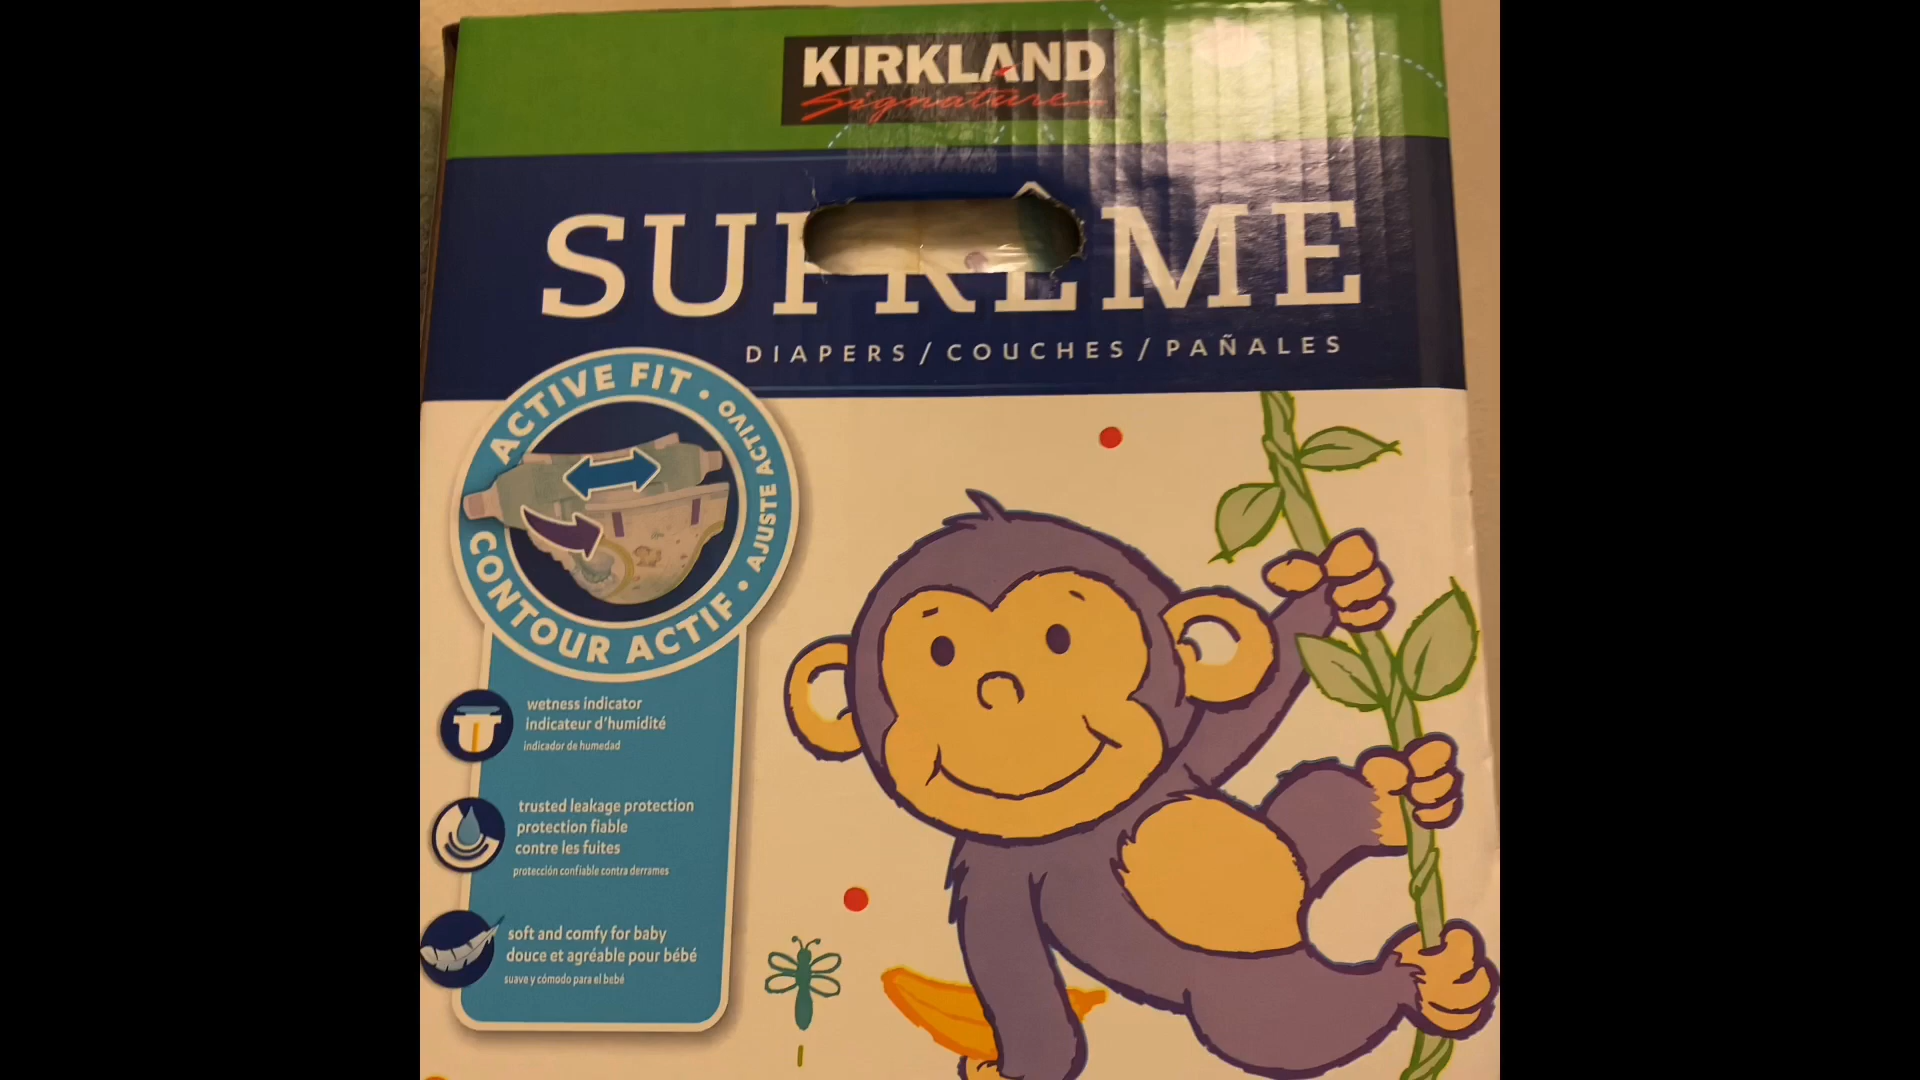 KIRKLAND
Signature
SUPREME
DIAPERS / COUCHES / PAÑALES
ACTIVE FIT • AJUSTE ACTIVO • CONTOUR ACTIF
wetness indicator
indicateur d'humidité
indicador de humedad
trusted leakage protection
protection fiable
contre les fuites
protección confiable contra derrames
soft and comfy for baby
douce et agréable pour bébé
suave y cómodo para el bebé